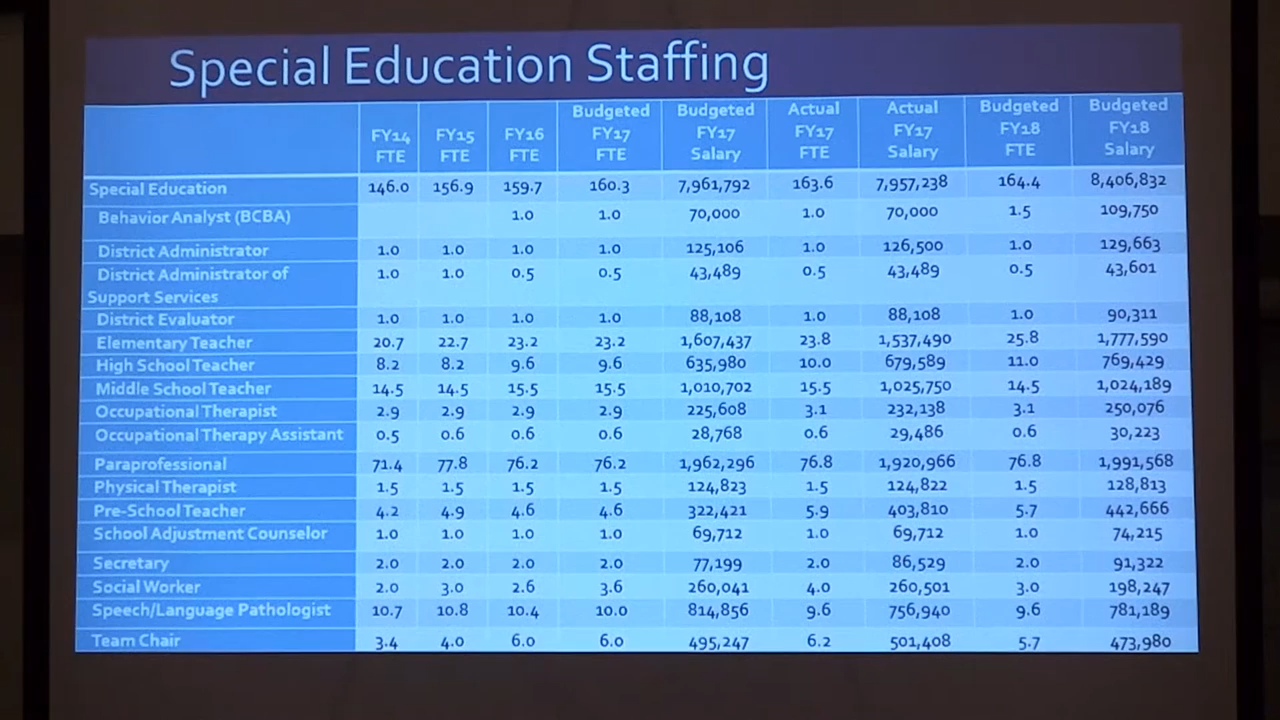 Special Education Staffing
FY14 FTE FY15 FTE FY16 FTE Budgeted FY17 FTE Budgeted FY17 Salary Actual FY17 FTE Actual FY17 Salary Budgeted FY18 FTE Budgeted FY18 Salary
Special Education 146.0 156.9 159.7 160.3 7,961,792 163.6 7,957,238 164.4 8,406,832
Behavior Analyst (BCBA) 1.0 1.0 70,000 1.0 70,000 1.5 109,750
District Administrator 1.0 1.0 1.0 1.0 125,106 1.0 126,500 1.0 129,663
District Administrator of 1.0 1.0 0.5 0.5 43,489 0.5 43,489 0.5 43,601
Support Services
District Evaluator 1.0 1.0 1.0 1.0 88,108 1.0 88,108 1.0 90,311
Elementary Teacher 20.7 22.7 23.2 23.2 1,607,437 23.8 1,537,490 25.8 1,777,590
High School Teacher 8.2 8.2 9.6 9.6 635,980 10.0 679,589 11.0 769,429
Middle School Teacher 14.5 14.5 15.5 15.5 1,010,702 15.5 1,025,750 14.5 1,024,189
Occupational Therapist 2.9 2.9 2.9 2.9 225,608 3.1 232,138 3.1 250,076
Occupational Therapy Assistant 0.5 0.6 0.6 0.6 28,768 0.6 29,486 0.6 30,223
Paraprofessional 71.4 77.8 76.2 76.2 1,962,296 76.8 1,920,966 76.8 1,991,568
Physical Therapist 1.5 1.5 1.5 1.5 124,823 1.5 124,822 1.5 128,813
Pre-School Teacher 4.2 4.9 4.6 4.6 322,421 5.9 403,810 5.7 442,666
School Adjustment Counselor 1.0 1.0 1.0 1.0 69,712 1.0 69,712 1.0 74,215
Secretary 2.0 2.0 2.0 2.0 77,199 2.0 86,529 2.0 91,322
Social Worker 2.0 3.0 2.6 3.6 260,041 4.0 260,501 3.0 198,247
Speech/Language Pathologist 10.7 10.8 10.4 10.0 814,856 9.6 756,940 9.6 781,189
Team Chair 3.4 4.0 6.0 6.0 495,247 6.2 501,408 5.7 473,980